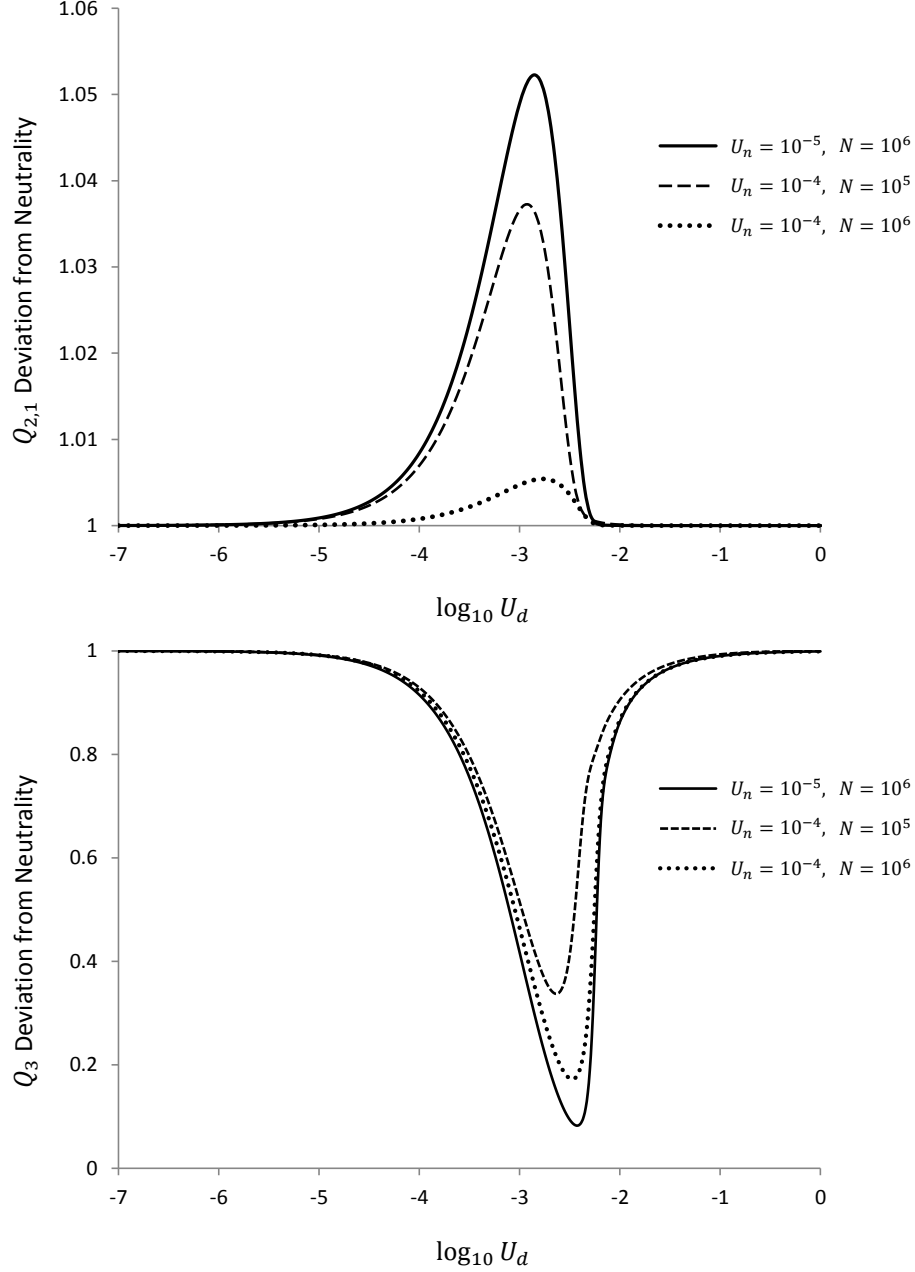 1.06
1.05
1.04
1.03
1.02
1.01
1
Q2,1 Deviation from Neutrality
-7 -6 -5 -4 -3 -2 -1 0
log10 Ud
Un = 10−5, N = 106
Un = 10−4, N = 105
Un = 10−4, N = 106
1
0.8
0.6
0.4
0.2
0
Q3 Deviation from Neutrality
-7 -6 -5 -4 -3 -2 -1 0
log10 Ud
Un = 10−5, N = 106
Un = 10−4, N = 105
Un = 10−4, N = 106